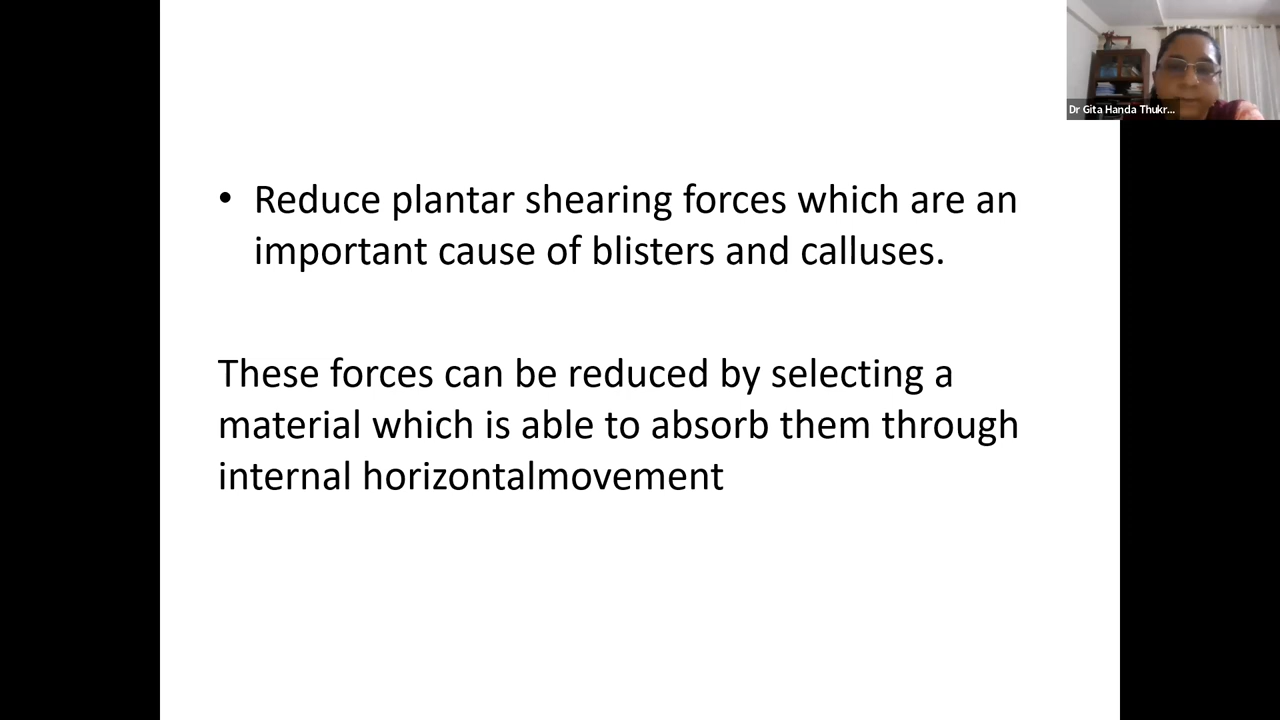 Dr Gita Handa Thukr...
• Reduce plantar shearing forces which are an
important cause of blisters and calluses.
These forces can be reduced by selecting a
material which is able to absorb them through
internal horizontalmovement